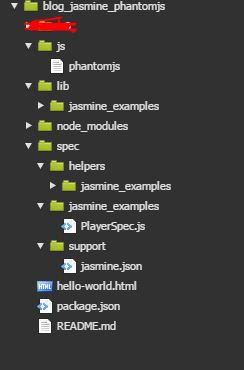 blog_jasmine_phantomjs
js
phantomjs
lib
jasmine_examples
node_modules
spec
helpers
jasmine_examples
jasmine_examples
PlayerSpec.js
support
jasmine.json
hello-world.html
package.json
README.md